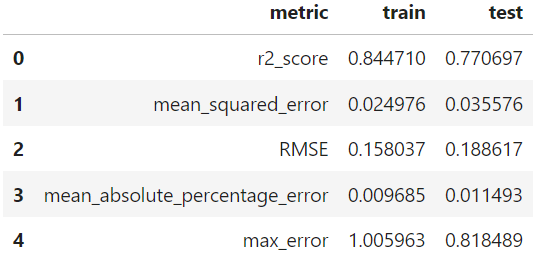 metric train test
0 r2_score 0.844710 0.770697
1 mean_squared_error 0.024976 0.035576
2 RMSE 0.158037 0.188617
3 mean_absolute_percentage_error 0.009685 0.011493
4 max_error 1.005963 0.818489